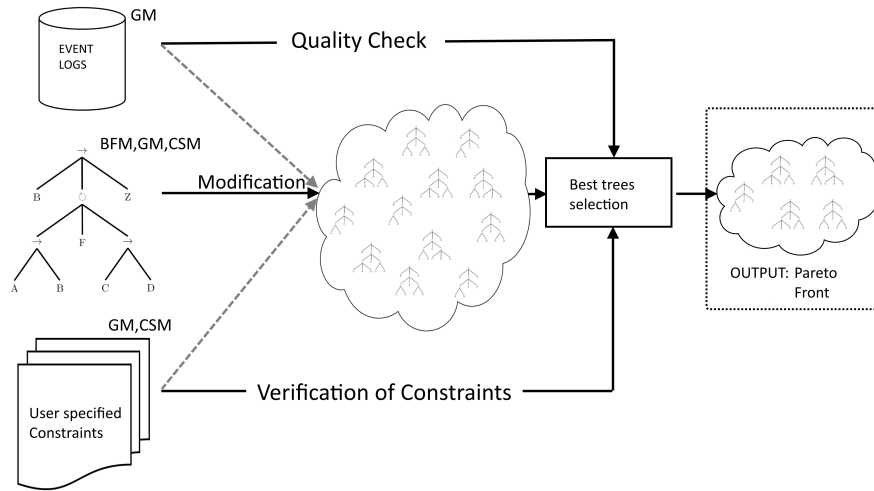 GM
EVENT
LOGS
Quality Check
BFM,GM,CSM
→
B
↻
Z
→
F
→
A
B
C
D
Modification
Best trees
selection
OUTPUT: Pareto
Front
GM,CSM
User specified
Constraints
Verification of Constraints